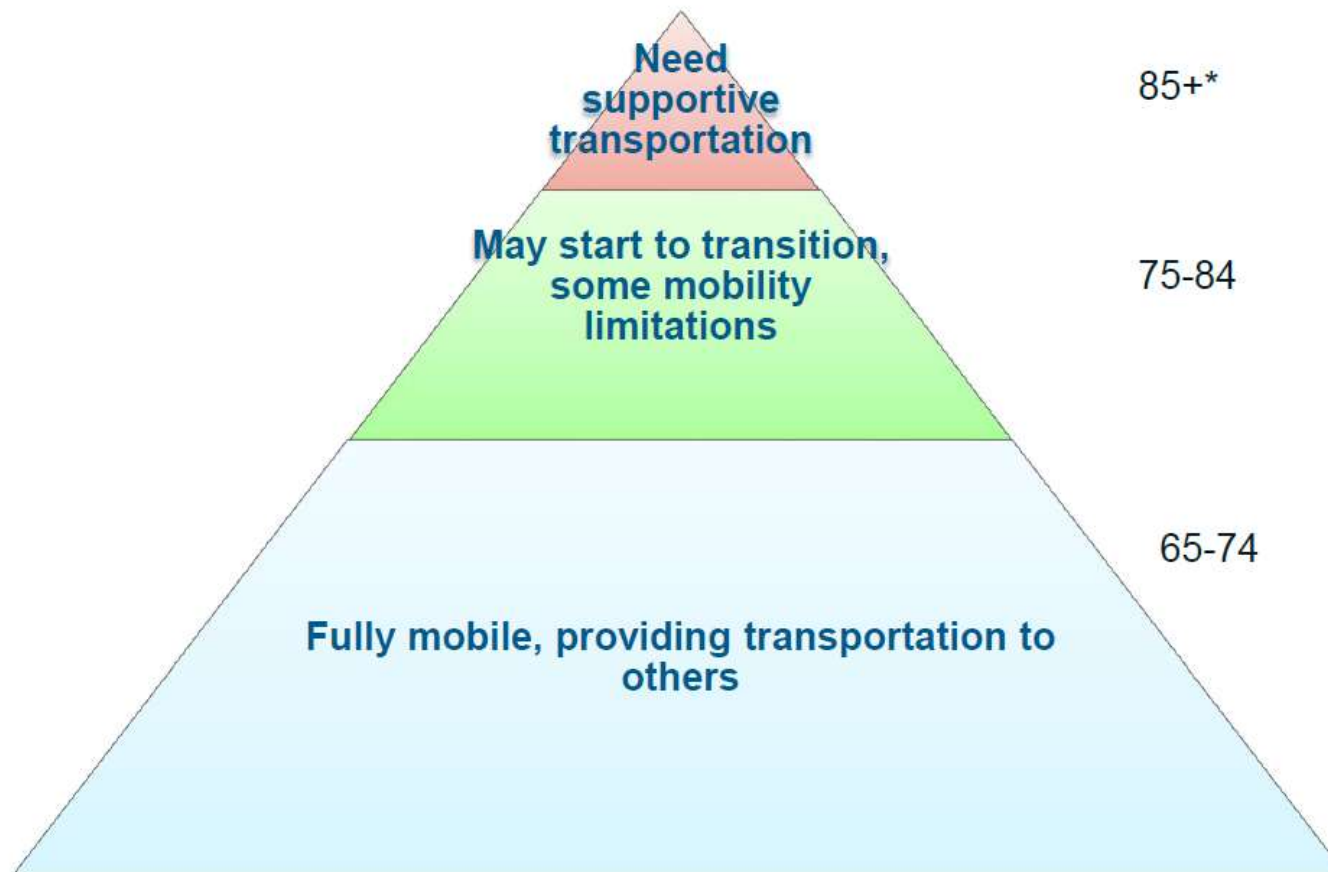 Need
supportive
transportation
85+*
May start to transition,
some mobility
limitations
75-84
65-74
Fully mobile, providing transportation to
others